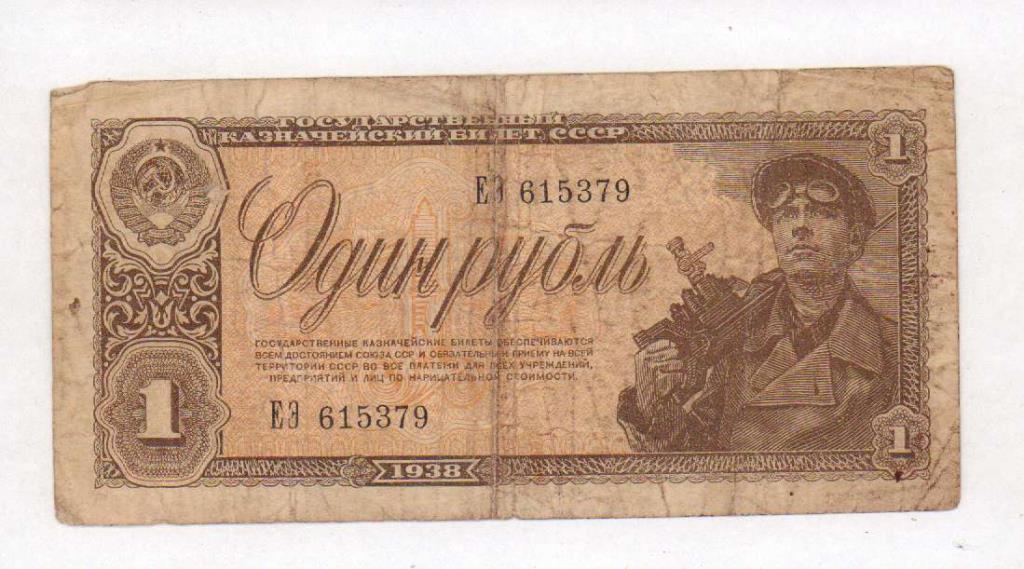 ГОСУДАРСТВЕННЫЙ
КАЗНАЧЕЙСКИЙ БИЛЕТ СССР
1
ЕЭ 615379
Один рубль
ГОСУДАРСТВЕННЫЕ КАЗНАЧЕЙСКИЕ БИЛЕТЫ ОБЕСПЕЧИВАЮТСЯ
ВСЕМ ДОСТОЯНИЕМ СОЮЗА ССР И ОБЯЗАТЕЛЬНЫ К ПРИЕМУ НА ВСЕЙ
ТЕРРИТОРИИ СССР ВО ВСЕ ПЛАТЕЖИ ДЛЯ ВСЕХ УЧРЕЖДЕНИЙ,
ПРЕДПРИЯТИЙ И ЛИЦ ПО НАРИЦАТЕЛЬНОЙ СТОИМОСТИ.
1
ЕЭ 615379
1
1938